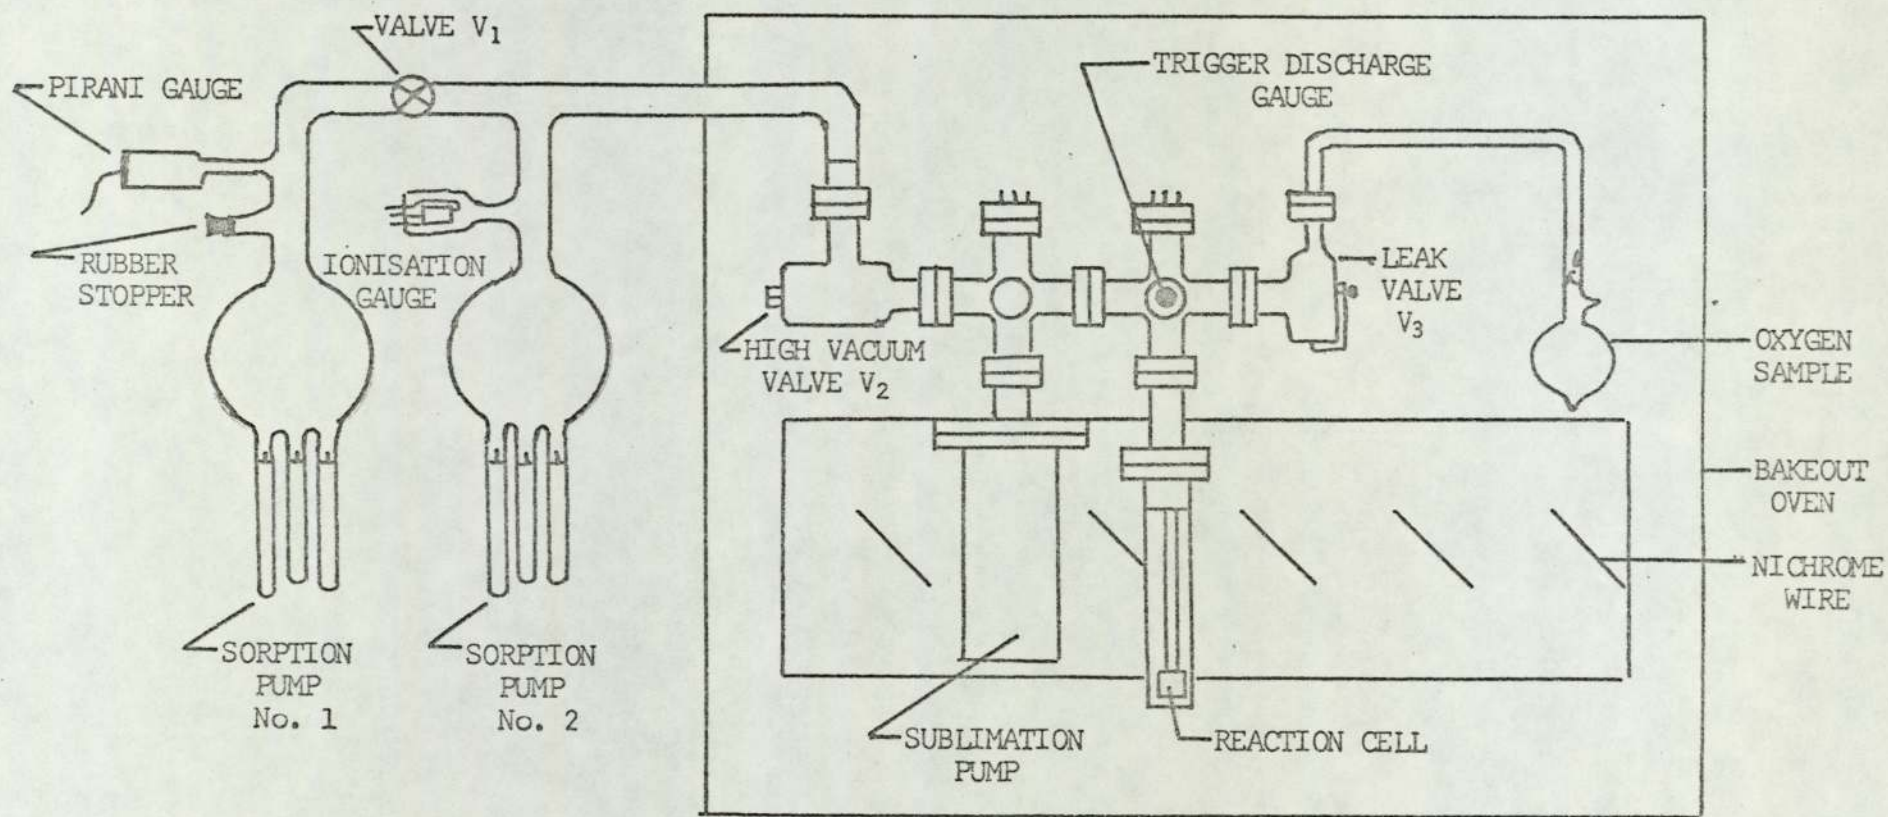 VALVE V₁
PIRANI GAUGE
TRIGGER DISCHARGE
GAUGE
RUBBER
STOPPER
IONISATION
GAUGE
LEAK
VALVE
V₃
HIGH VACUUM
VALVE V₂
OXYGEN
SAMPLE
BAKEOUT
OVEN
NICHROME
WIRE
SORPTION
PUMP
No. 1
SORPTION
PUMP
No. 2
SUBLIMATION
PUMP
REACTION CELL